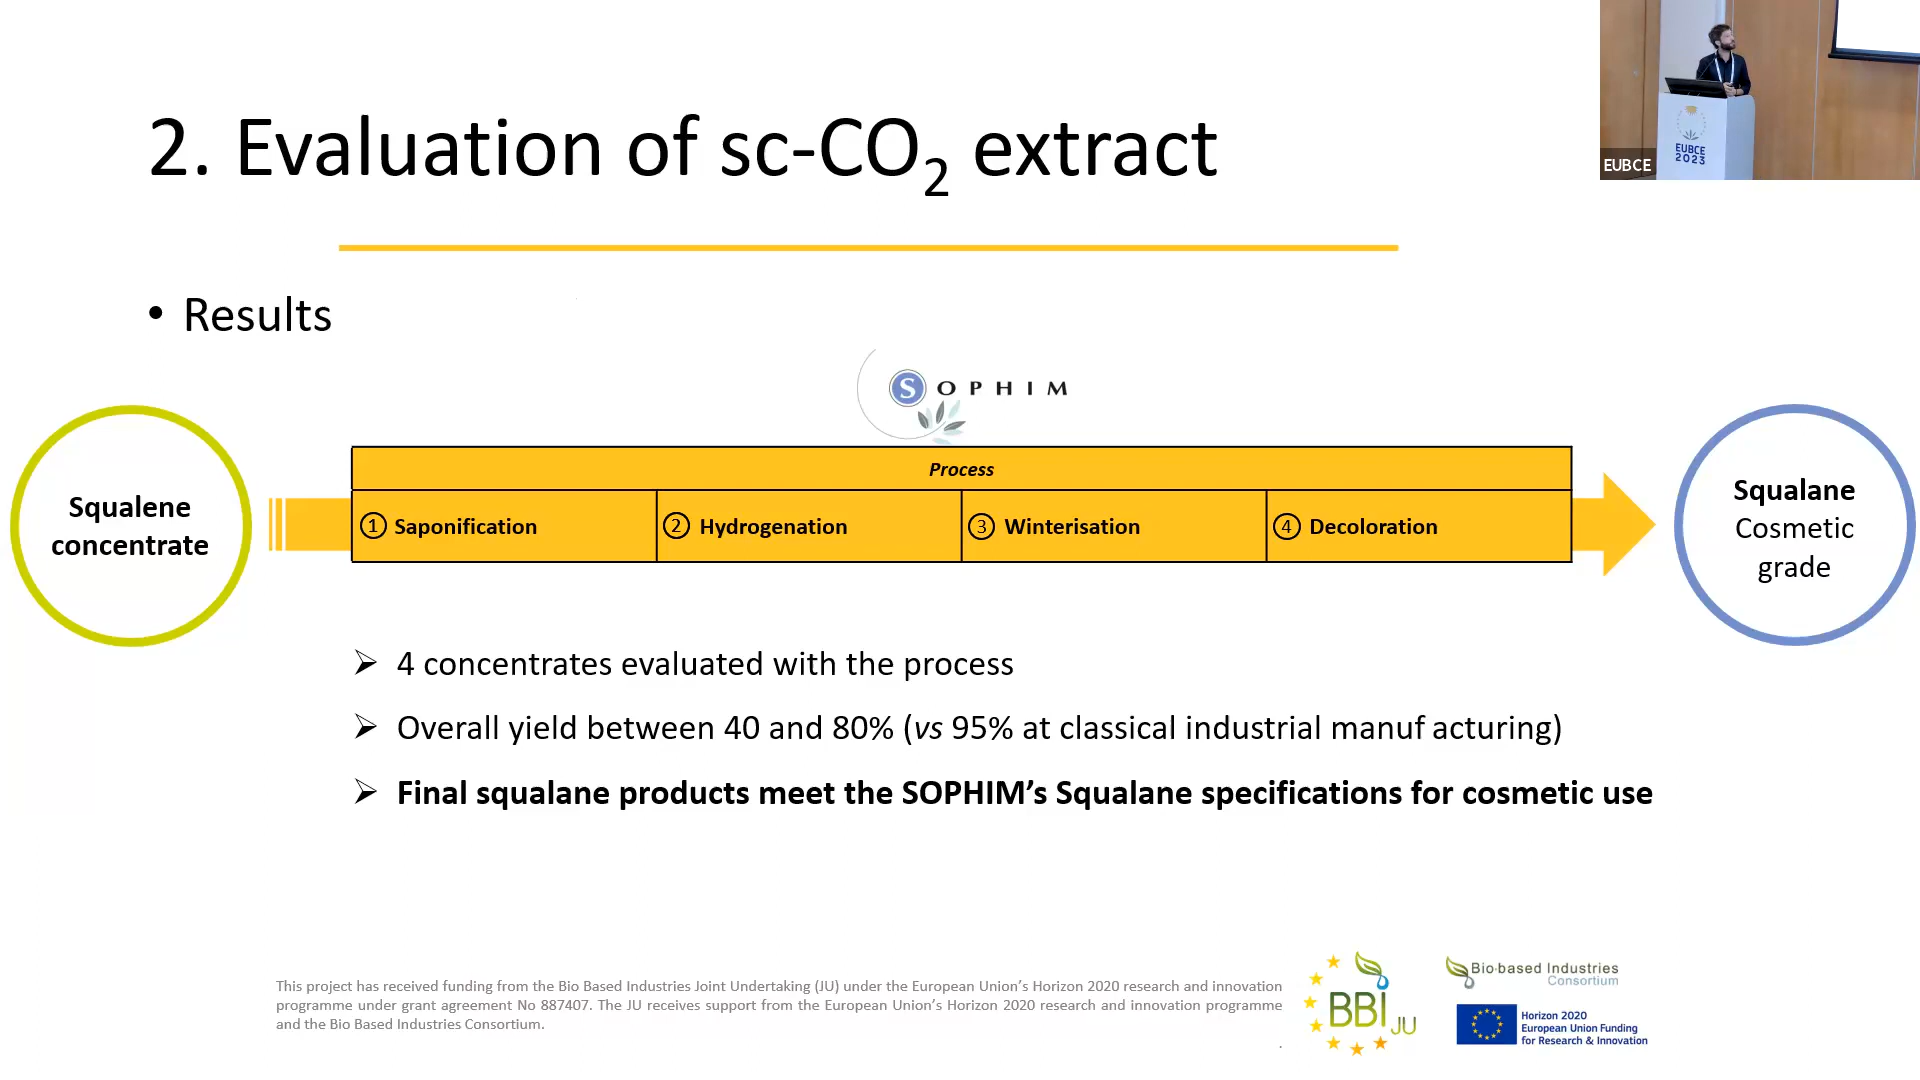 2. Evaluation of sc-CO2 extract
EUBCE
EUBCE
2023
• Results
SOPHIM
Process
Squalene
concentrate
① Saponification
② Hydrogenation
③ Winterisation
④ Decoloration
Squalane
Cosmetic
grade
➢ 4 concentrates evaluated with the process
➢ Overall yield between 40 and 80% (vs 95% at classical industrial manuf acturing)
➢ Final squalane products meet the SOPHIM’s Squalane specifications for cosmetic use
This project has received funding from the Bio Based Industries Joint Undertaking (JU) under the European Union’s Horizon 2020 research and innovation
programme under grant agreement No 887407. The JU receives support from the European Union’s Horizon 2020 research and innovation programme
and the Bio Based Industries Consortium.
.
BBI JU
Bio-based Industries
Consortium
Horizon 2020
European Union Funding
for Research & Innovation